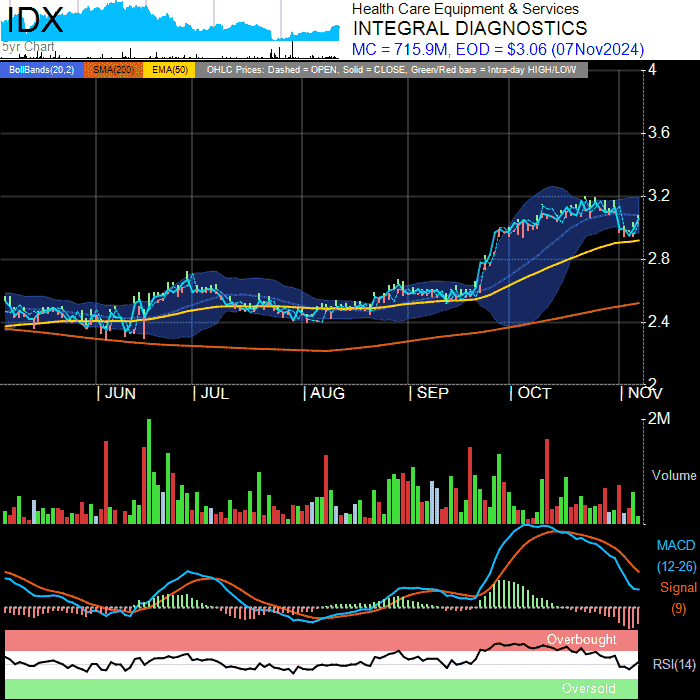 IDX
5yr Chart
Health Care Equipment & Services
INTEGRAL DIAGNOSTICS
MC = 715.9M, EOD = $3.06 (07Nov2024)
BollBands(20,2) SMA(200) EMA(50) OHLC Prices: Dashed = OPEN, Solid = CLOSE, Green/Red bars = Intra-day HIGH/LOW
4
3.6
3.2
2.8
2.4
2
JUN JUL AUG SEP OCT NOV
2M
Volume
MACD
(12-26)
Signal
(9)
Overbought
RSI(14)
Oversold